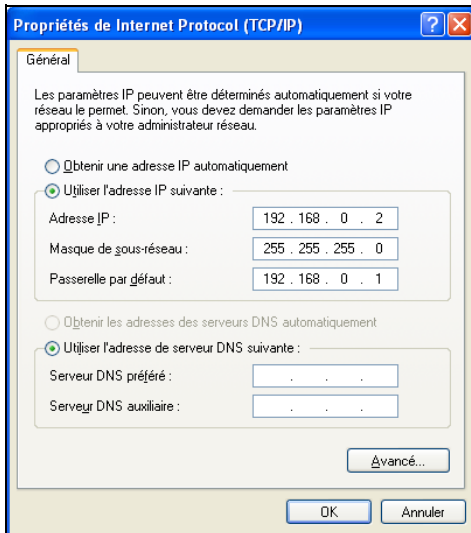 Propriétés de Internet Protocol (TCP/IP)
Général
Les paramètres IP peuvent être déterminés automatiquement si votre
réseau le permet. Sinon, vous devez demander les paramètres IP
appropriés à votre administrateur réseau.
Obtenir une adresse IP automatiquement
Utiliser l'adresse IP suivante :
Adresse IP : 192 . 168 . 0 . 2
Masque de sous-réseau : 255 . 255 . 255 . 0
Passerelle par défaut : 192 . 168 . 0 . 1
Obtenir les adresses des serveurs DNS automatiquement
Utiliser l'adresse de serveur DNS suivante :
Serveur DNS préféré : . . .
Serveur DNS auxiliaire : . . .
Avancé...
OK Annuler